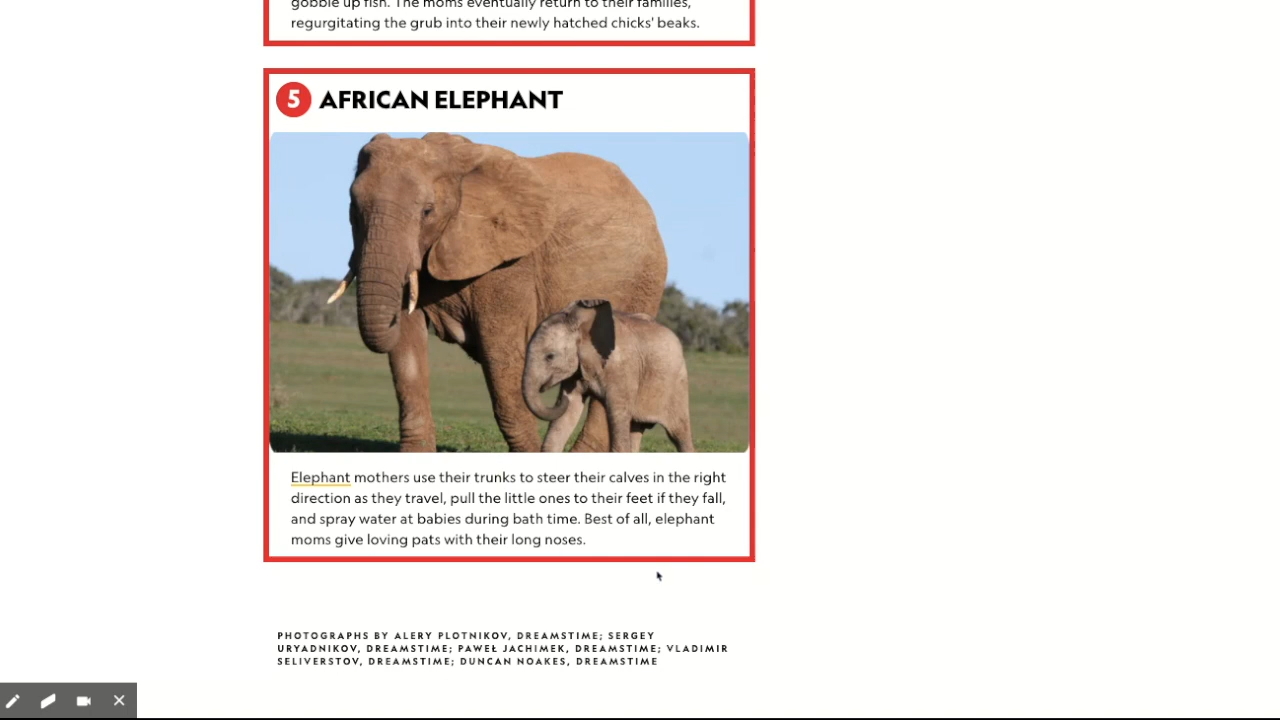 gobble up fish. The moms eventually return to their families,
regurgitating the grub into their newly hatched chicks' beaks.
5 AFRICAN ELEPHANT
Elephant mothers use their trunks to steer their calves in the right
direction as they travel, pull the little ones to their feet if they fall,
and spray water at babies during bath time. Best of all, elephant
moms give loving pats with their long noses.
PHOTOGRAPHS BY ALERY PLOTNIKOV, DREAMSTIME; SERGEY
URYADNIKOV, DREAMSTIME; PAWEŁ JACHIMEK, DREAMSTIME; VLADIMIR
SELIVERSTOV, DREAMSTIME; DUNCAN NOAKES, DREAMSTIME